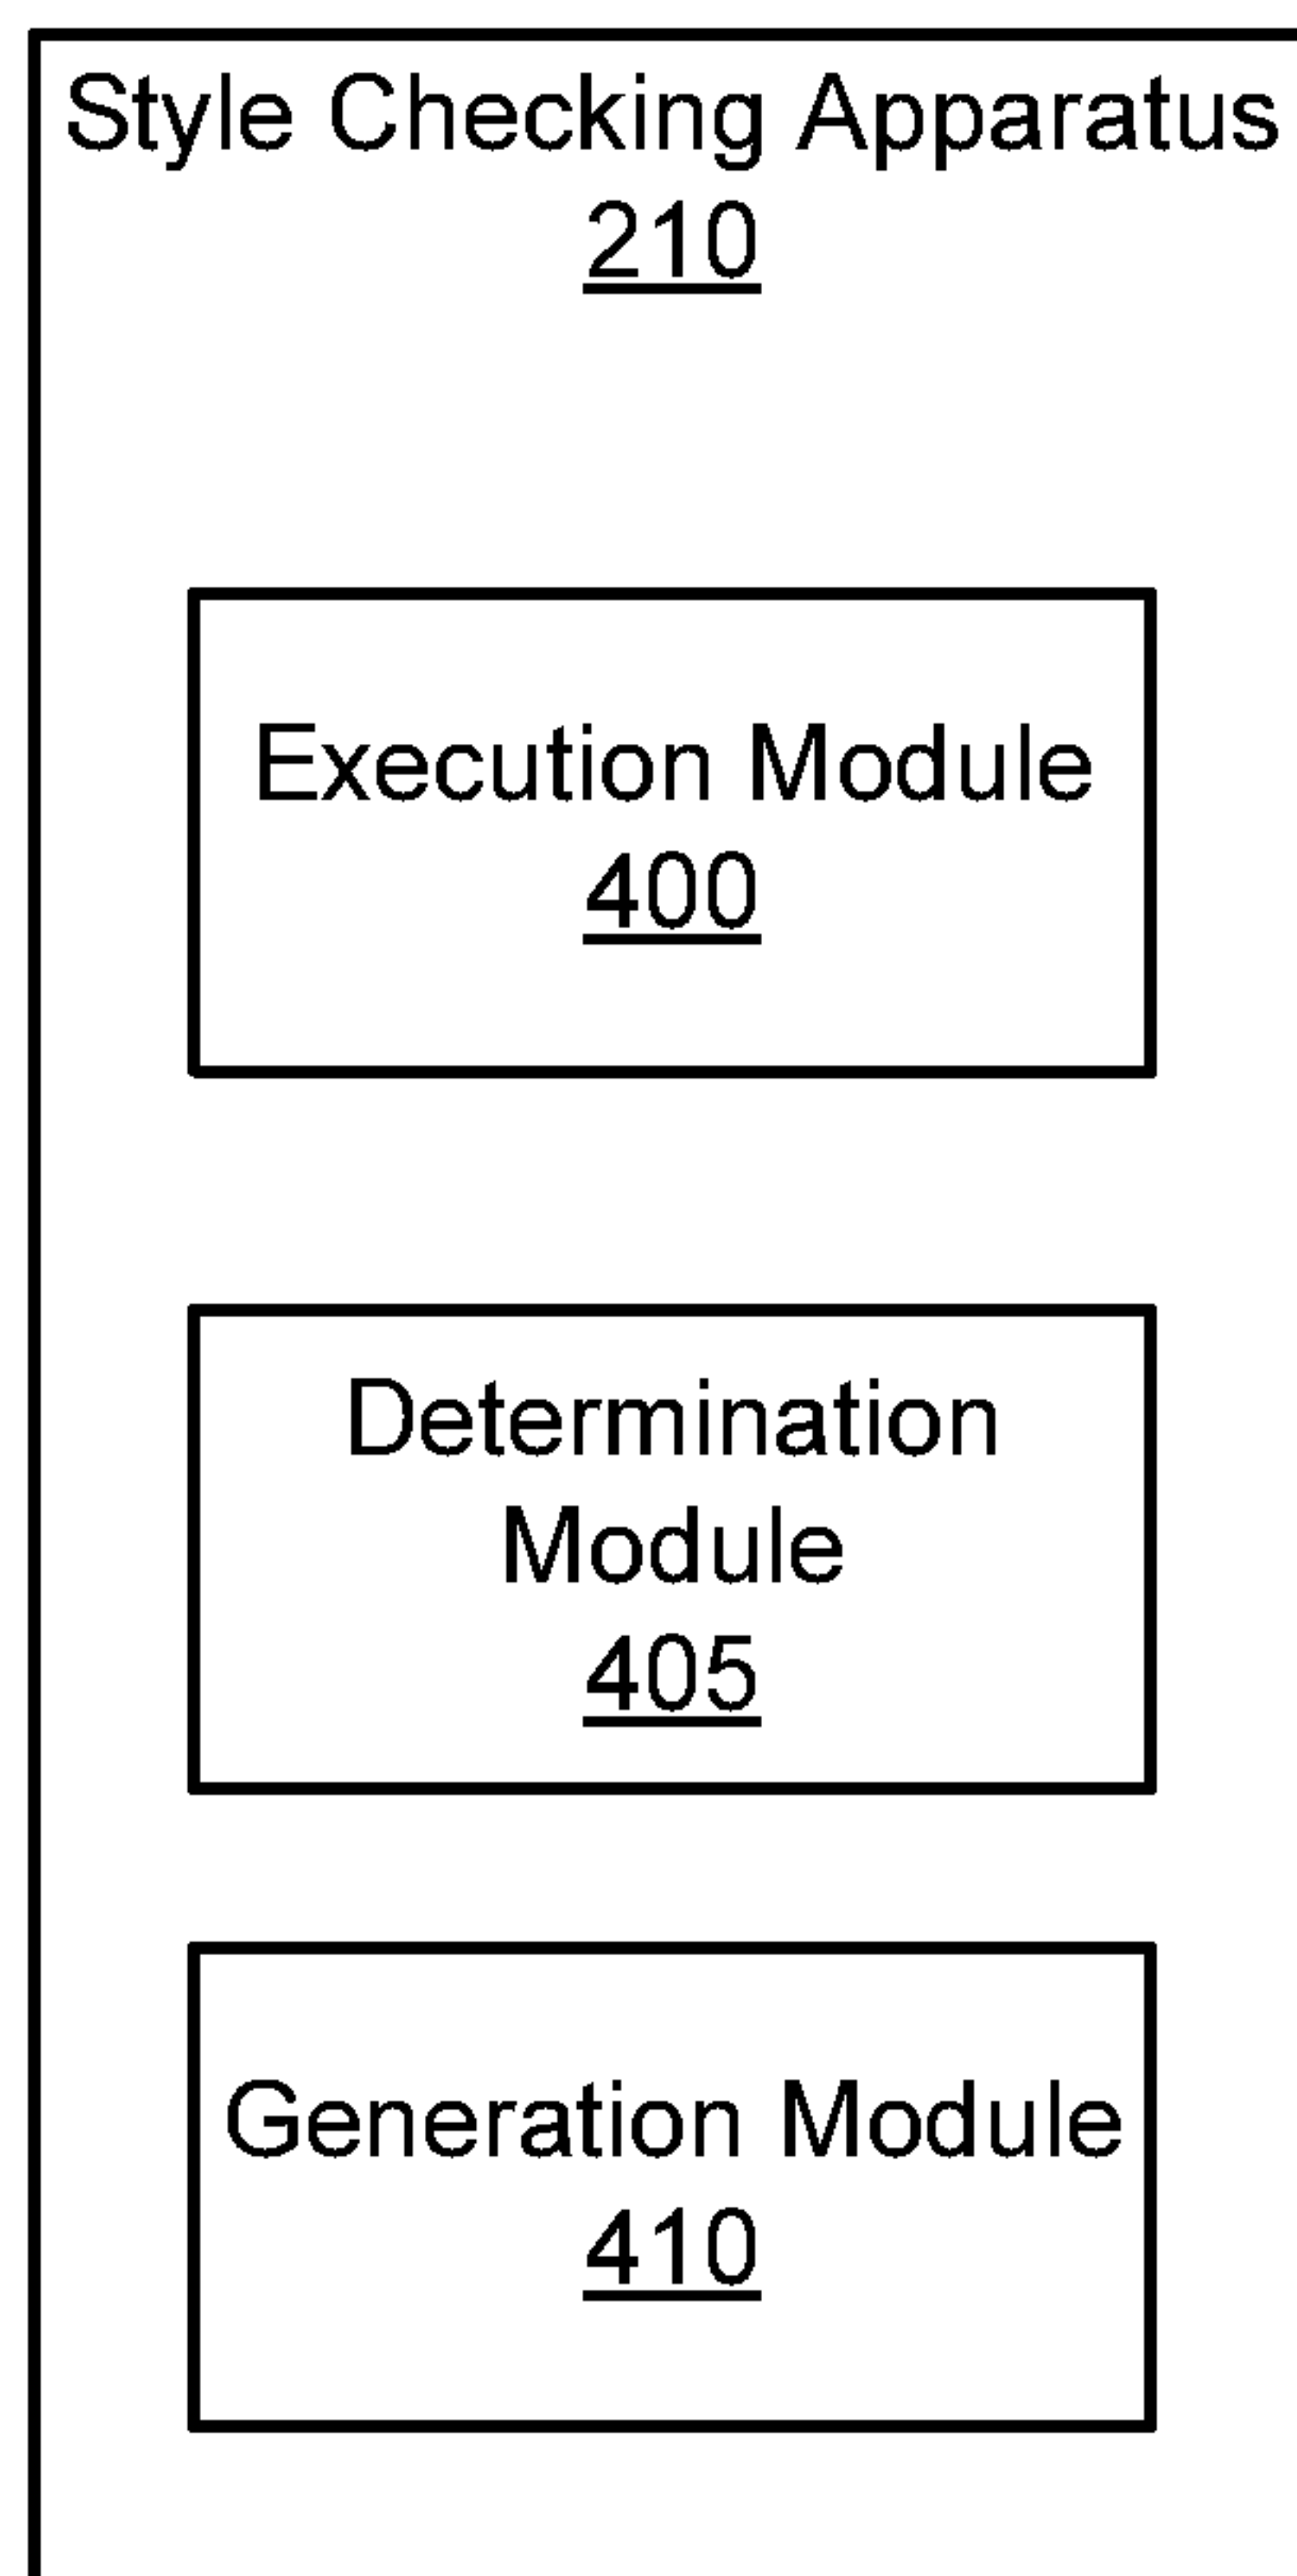 Style Checking Apparatus
210
Execution Module
400
Determination
Module
405
Generation Module
410